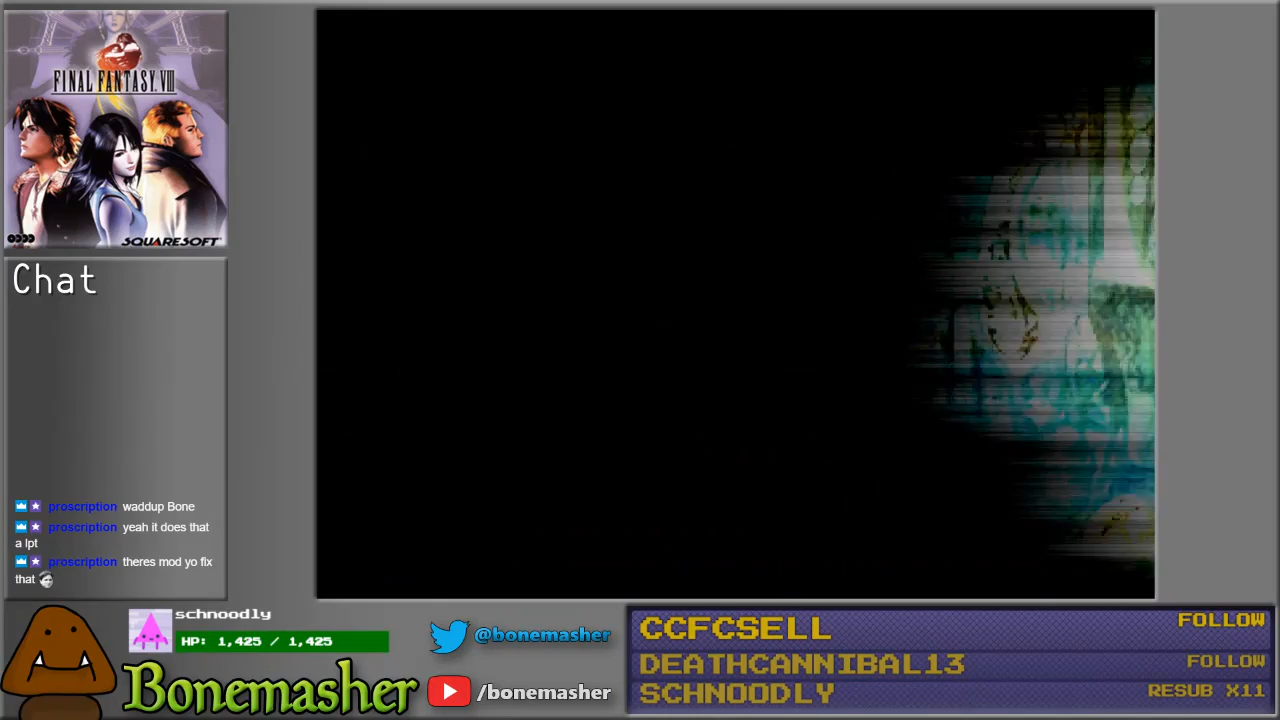 FINAL FANTASY VIII
SQUARESOFT
Chat
proscription waddup Bone
proscription yeah it does that
a lpt
proscription theres mod yo fix
that
schnoodly
HP: 1,425 / 1,425
Bonemasher
@bonemasher
/bonemasher
CCFCSELL FOLLOW
DEATHCANNIBAL13 FOLLOW
SCHNOODLY RESUB X11